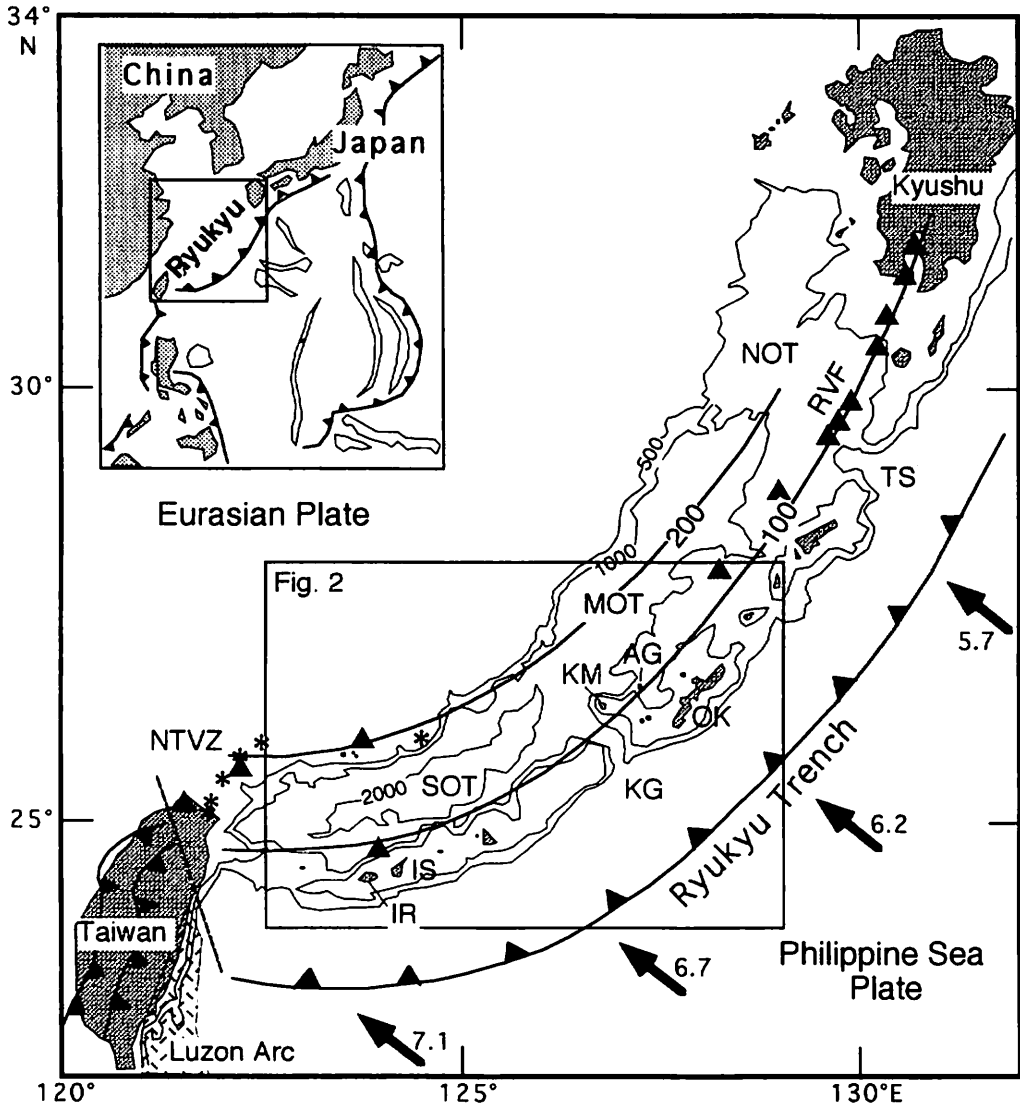 34°
N
China
Japan
Ryukyu
Kyushu
30°
NOT
RVF
500
TS
Eurasian Plate
200
100
1000
Fig. 2
MOT
5.7
AG
KM
OK
NTVZ
2000
SOT
KG
25°
Ryukyu Trench
6.2
IS
IR
Taiwan
6.7
Philippine Sea
Plate
7.1
Luzon Arc
120°
125°
130°E